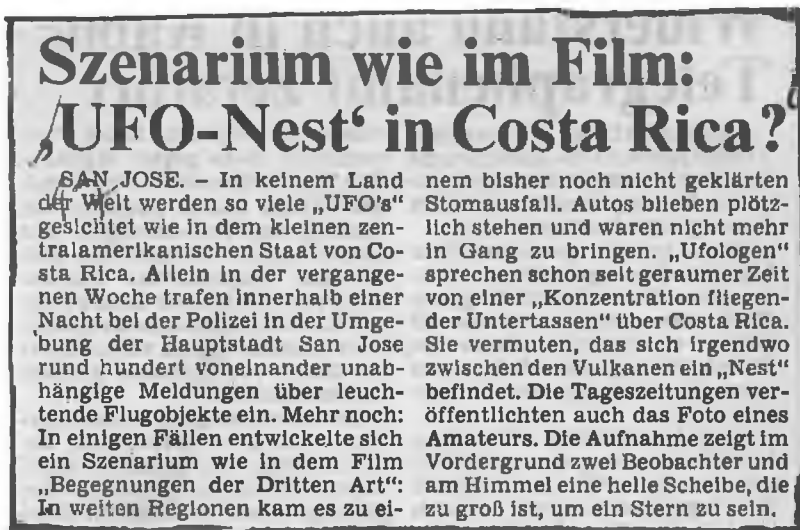 Szenarium wie im Film:
‚UFO-Nest‘ in Costa Rica?
SAN JOSE. – In keinem Land
der Welt werden so viele „UFO's“
gesichtet wie in dem kleinen zen-
tralamerikanischen Staat von Co-
sta Rica. Allein in der vergange-
nen Woche trafen innerhalb einer
Nacht bei der Polizei in der Umge-
bung der Hauptstadt San Jose
rund hundert voneinander unab-
hängige Meldungen über leuch-
tende Flugobjekte ein. Mehr noch:
In einigen Fällen entwickelte sich
ein Szenarium wie in dem Film
„Begegnungen der Dritten Art“:
In weiten Regionen kam es zu ei-
nem bisher noch nicht geklärten
Stomausfall. Autos blieben plötz-
lich stehen und waren nicht mehr
in Gang zu bringen. „Ufologen“
sprechen schon seit geraumer Zeit
von einer „Konzentration fliegen-
der Untertassen“ über Costa Rica.
Sie vermuten, das sich irgendwo
zwischen den Vulkanen ein „Nest“
befindet. Die Tageszeitungen ver-
öffentlichten auch das Foto eines
Amateurs. Die Aufnahme zeigt im
Vordergrund zwei Beobachter und
am Himmel eine helle Scheibe, die
zu groß ist, um ein Stern zu sein.